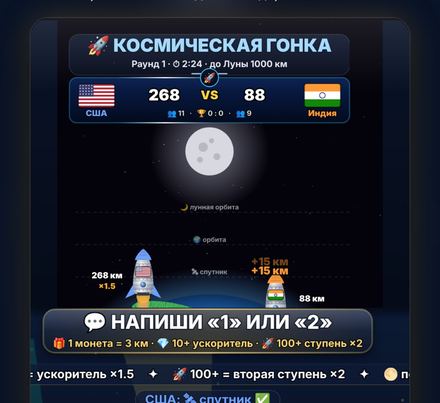 🚀 КОСМИЧЕСКАЯ ГОНКА
Раунд 1 · ⏱ 2:24 · до Луны 1000 км
268 VS 88
США 👥 11 · 🏆 0 : 0 · 👥 9 Индия
🌙 лунная орбита
🌍 орбита
+15 км
+15 км
268 км
×1.5
🛰 спутник
88 км
💬 НАПИШИ «1» ИЛИ «2»
🎁 1 монета = 3 км · 💎 10+ ускоритель · 🚀 100+ ступень ×2
= ускоритель ×1.5 ✦ 🚀 100+ = вторая ступень ×2 ✦
США: 🛰 спутник ✅